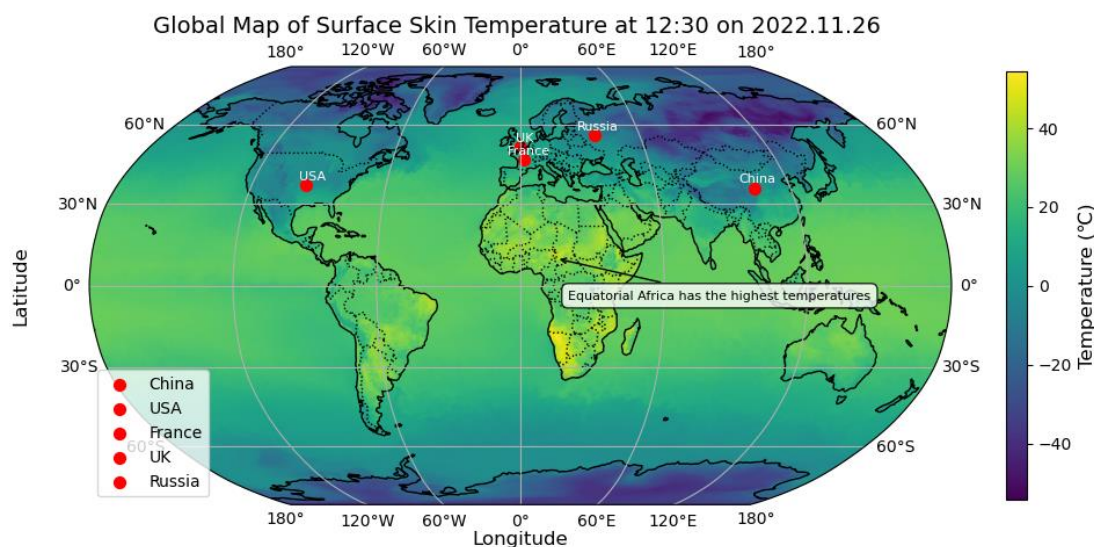 Global Map of Surface Skin Temperature at 12:30 on 2022.11.26
180° 120°W 60°W 0° 60°E 120°E 180°
60°N
30°N
0°
30°S
60°S
60°N
30°N
0°
30°S
60°S
Latitude
Russia
UK
France
USA
China
Equatorial Africa has the highest temperatures
China
USA
France
UK
Russia
180° 120°W 60°W 0° 60°E 120°E 180°
Longitude
40
20
0
−20
−40
Temperature (°C)